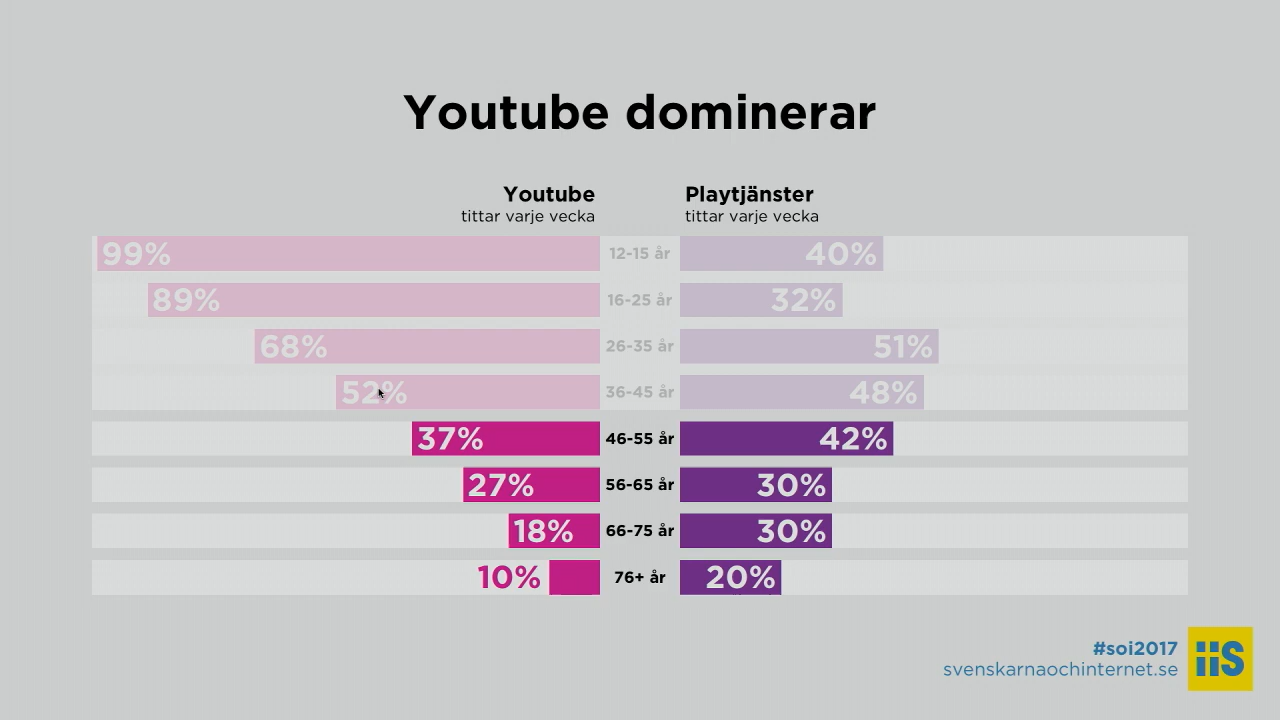 Youtube dominerar
Youtube Playtjänster
tittar varje vecka tittar varje vecka
99% 12-15 år 40%
89% 16-25 år 32%
68% 26-35 år 51%
52% 36-45 år 48%
37% 46-55 år 42%
27% 56-65 år 30%
18% 66-75 år 30%
10% 76+ år 20%
#soi2017
svenskarnaochinternet.se
iiS